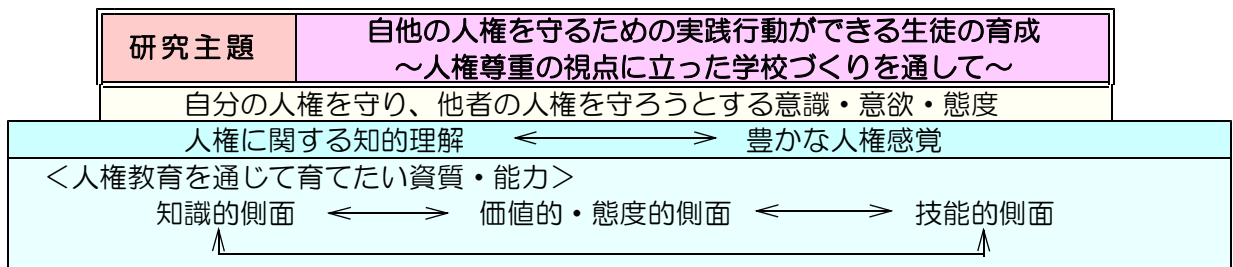 研究主題
自他の人権を守るための実践行動ができる生徒の育成
～人権尊重の視点に立った学校づくりを通して～
自分の人権を守り、他者の人権を守ろうとする意識・意欲・態度
人権に関する知的理解 豊かな人権感覚
＜人権教育を通じて育てたい資質・能力＞
知識的側面 価値的・態度的側面 技能的側面